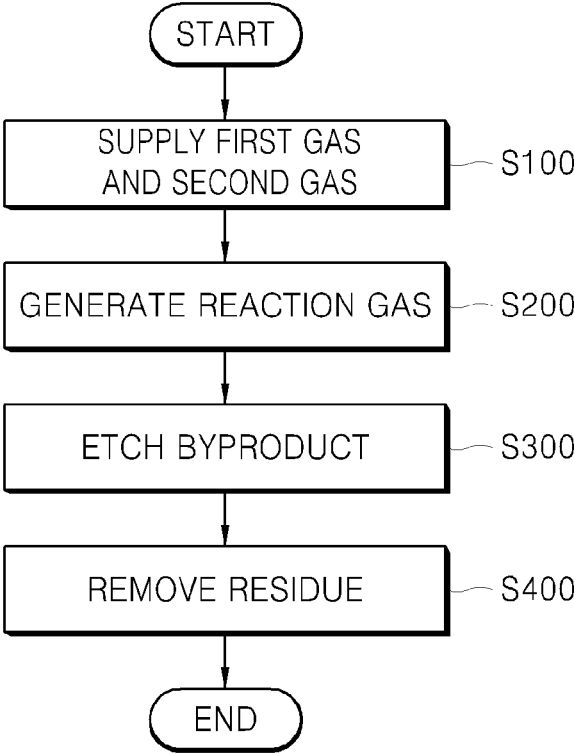 START
SUPPLY FIRST GAS
AND SECOND GAS
S100
GENERATE REACTION GAS
S200
ETCH BYPRODUCT
S300
REMOVE RESIDUE
S400
END